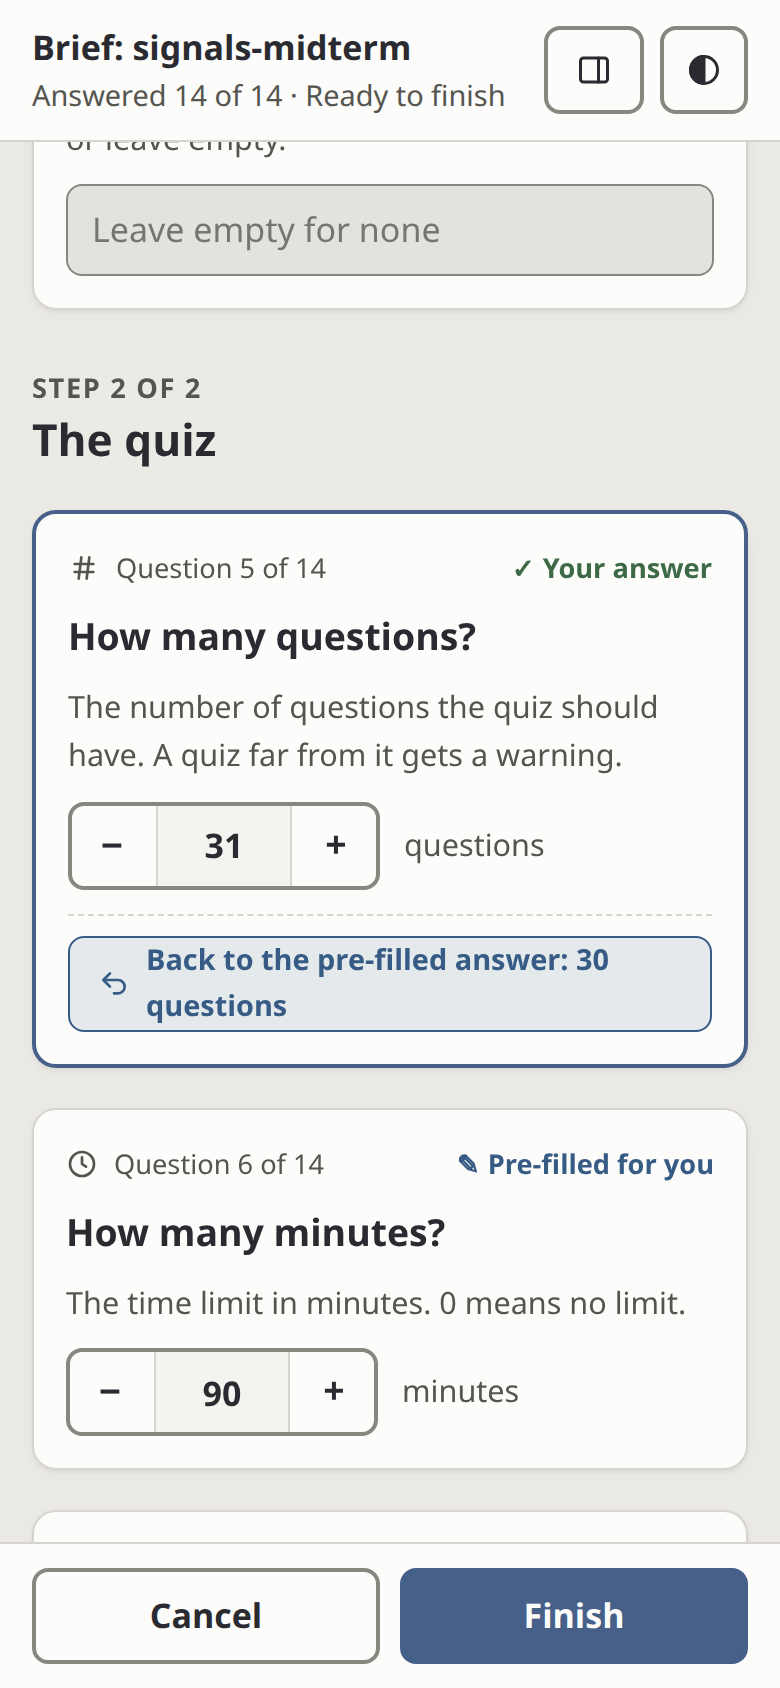 Brief: signals-midterm
Answered 14 of 14 · Ready to finish
or leave empty.
Leave empty for none
STEP 2 OF 2
The quiz
# Question 5 of 14
✓ Your answer
How many questions?
The number of questions the quiz should
have. A quiz far from it gets a warning.
− 31 + questions
Back to the pre-filled answer: 30
questions
Question 6 of 14
✎ Pre-filled for you
How many minutes?
The time limit in minutes. 0 means no limit.
− 90 + minutes
Cancel
Finish